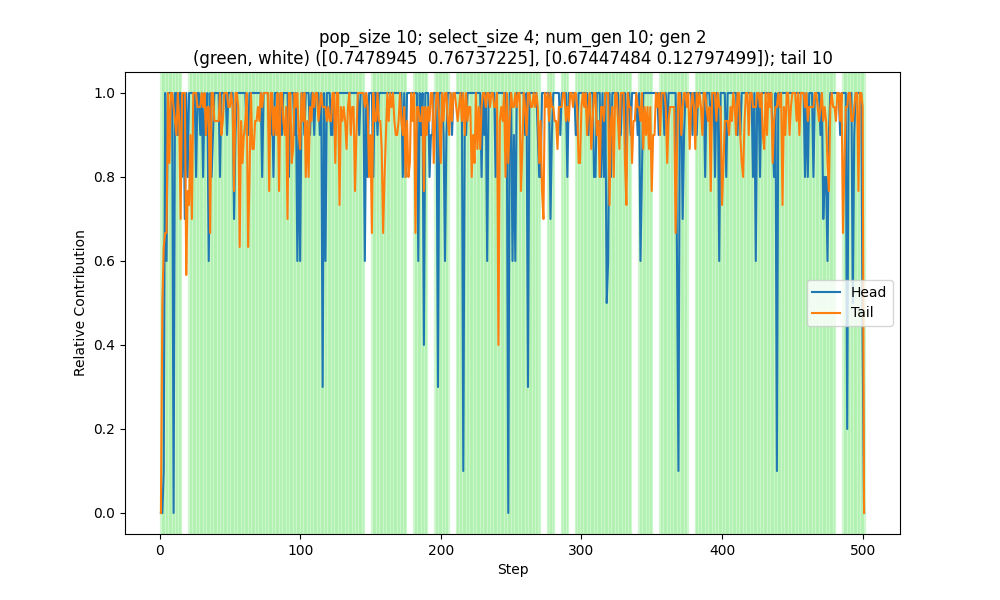 pop_size 10; select_size 4; num_gen 10; gen 2
(green, white) ([0.7478945  0.76737225], [0.67447484 0.12797499]); tail 10
1.0
0.8
0.6
0.4
0.2
0.0
Relative Contribution
Head
Tail
0
100
200
300
400
500
Step